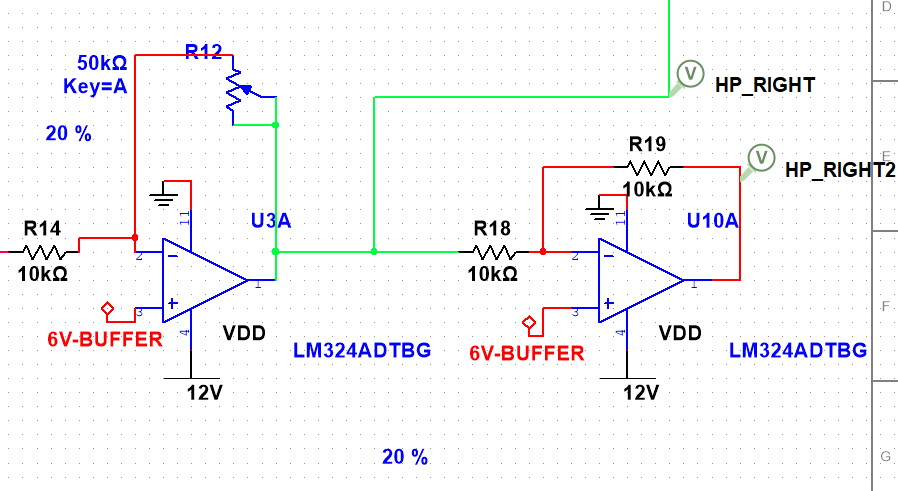 D
R12
50kΩ
Key=A
HP_RIGHT
20 %
R19
E
HP_RIGHT2
10kΩ
11
11
R14
U3A
R18
U10A
2
2
10kΩ
1
10kΩ
1
3
3
F
6V-BUFFER
4
VDD
6V-BUFFER
4
VDD
LM324ADTBG
LM324ADTBG
12V
12V
20 %
G
V
V